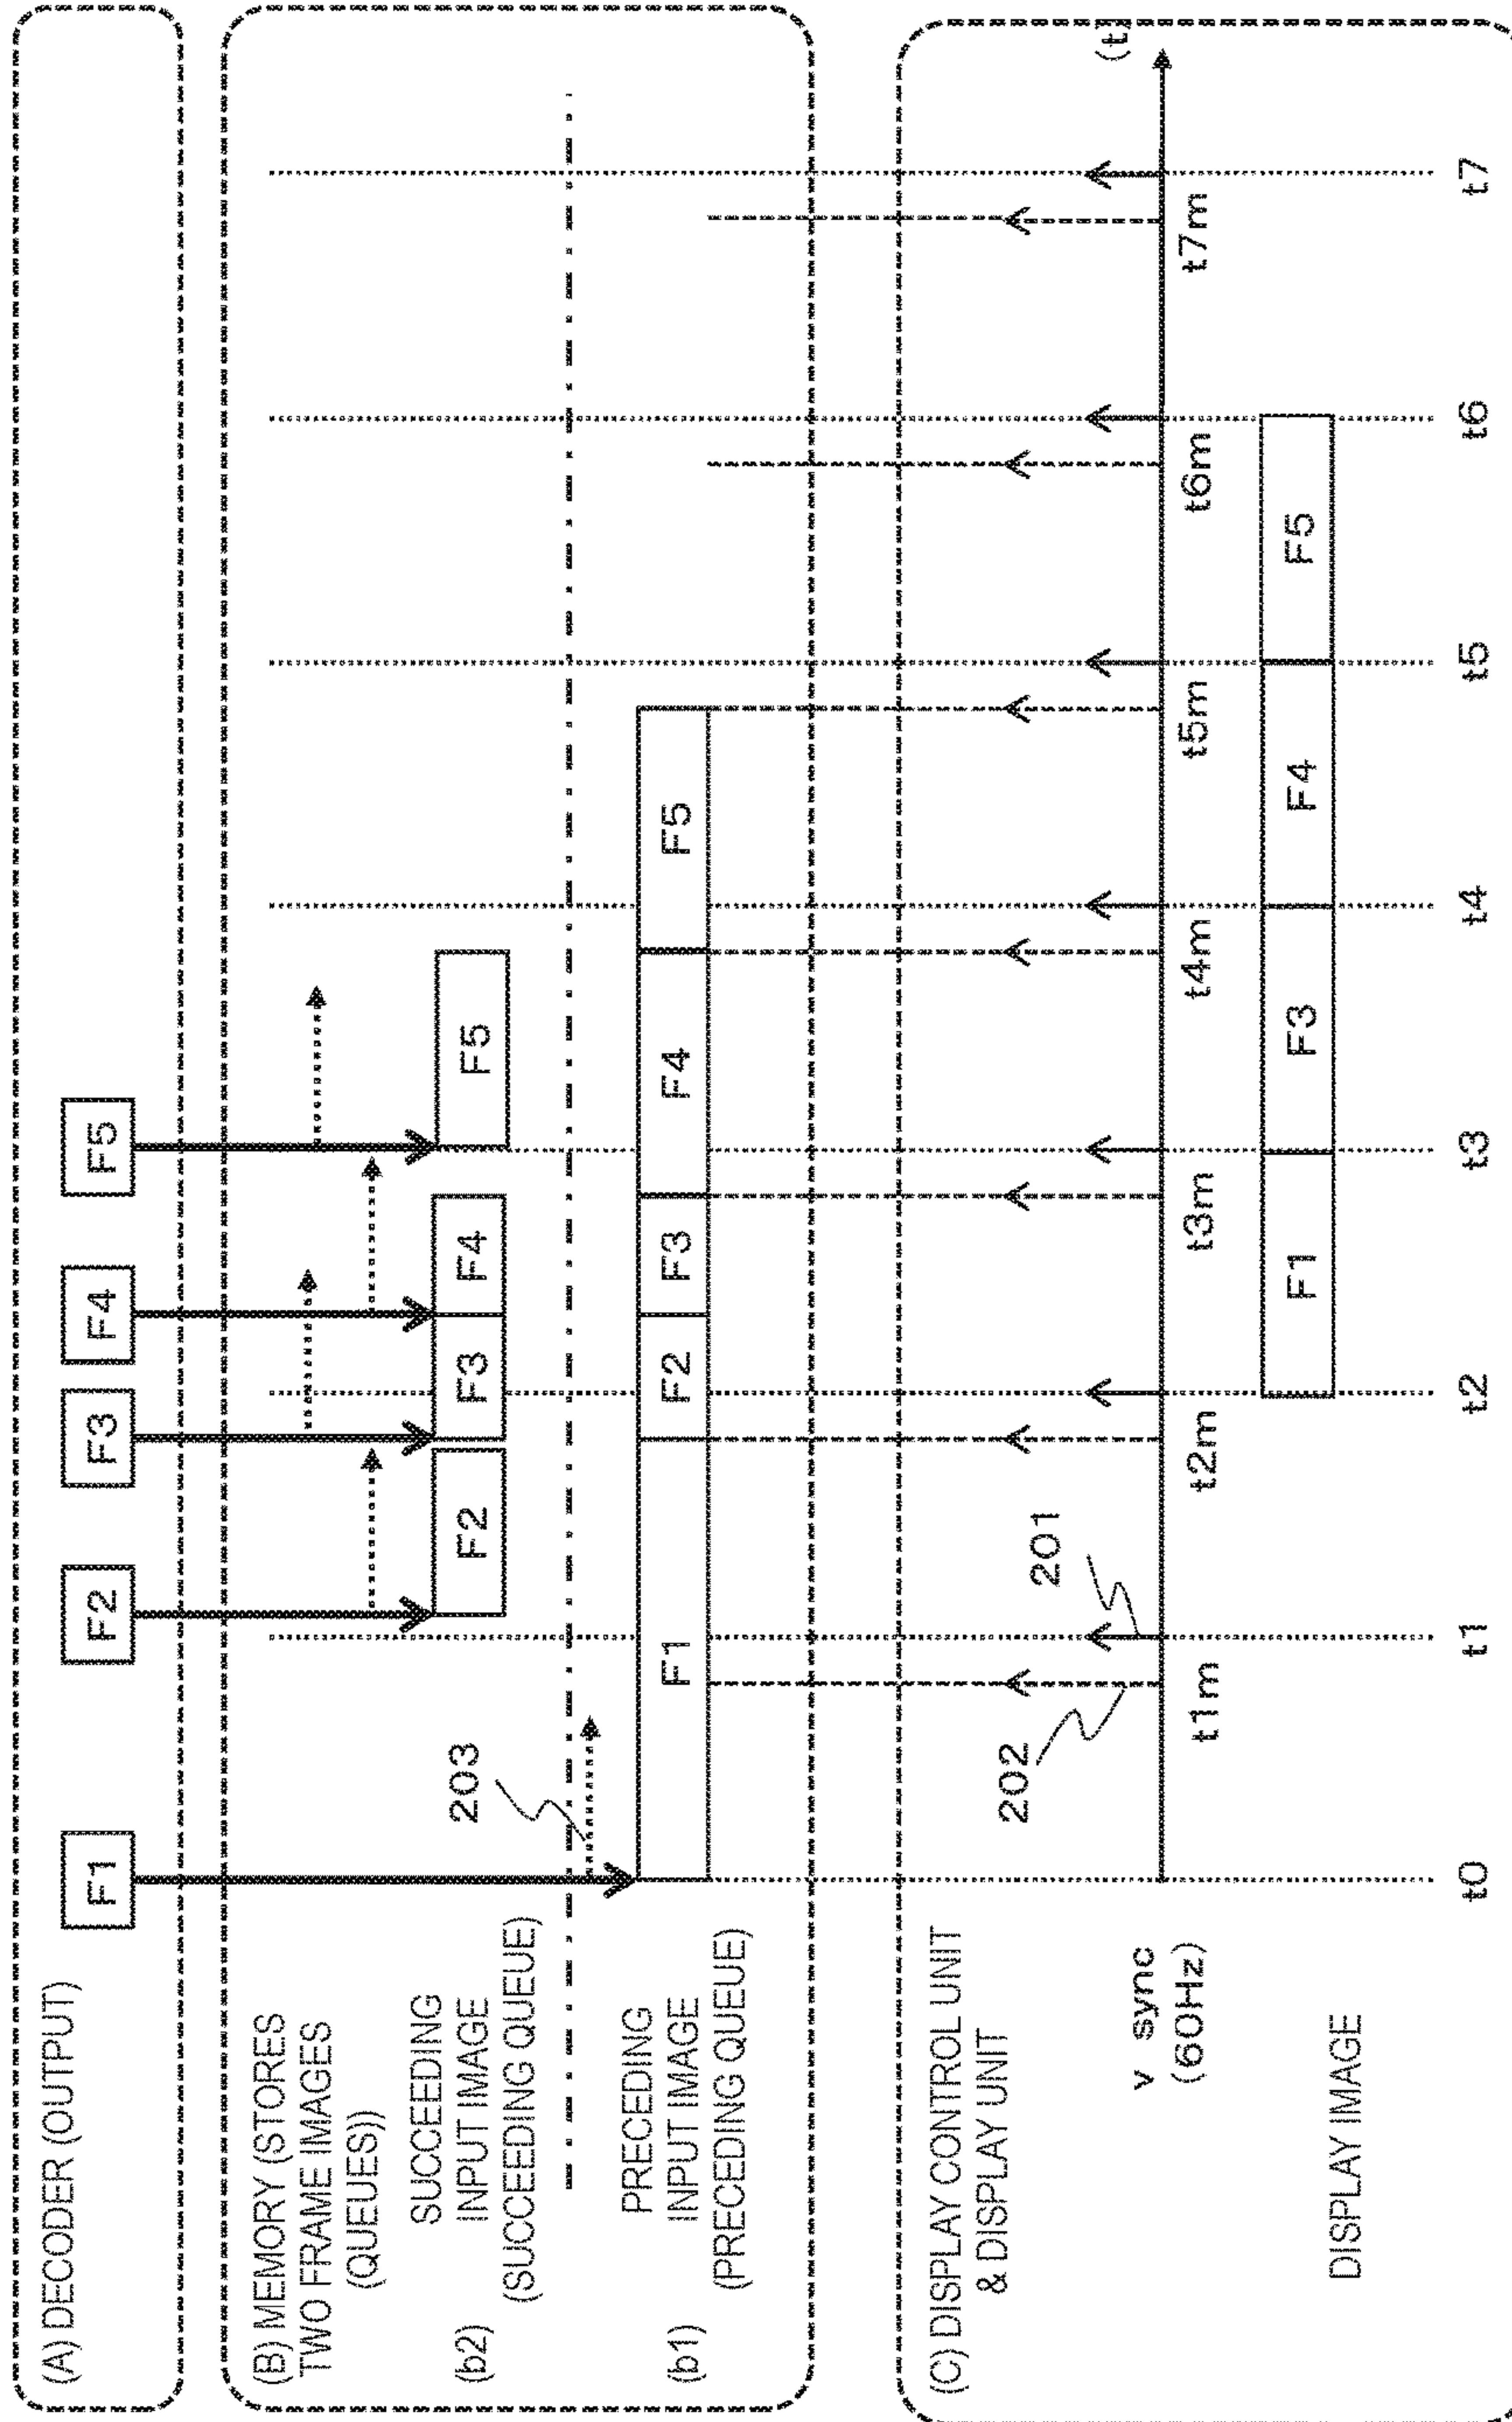 (A) DECODER (OUTPUT)
F1
F2
F3
F4
F5
(B) MEMORY (STORES
TWO FRAME IMAGES
(QUEUES))
(b2)
SUCCEEDING
INPUT IMAGE
(SUCCEEDING QUEUE)
F2
F3
F4
F5
203
(b1)
PRECEDING
INPUT IMAGE
(PRECEDING QUEUE)
F1
F2
F3
F4
F5
(C) DISPLAY CONTROL UNIT
& DISPLAY UNIT
202
201
v sync
(60Hz)
(t)
t1m
t2m
t3m
t4m
t5m
t6m
t7m
DISPLAY IMAGE
F1
F3
F4
F5
t0
t1
t2
t3
t4
t5
t6
t7